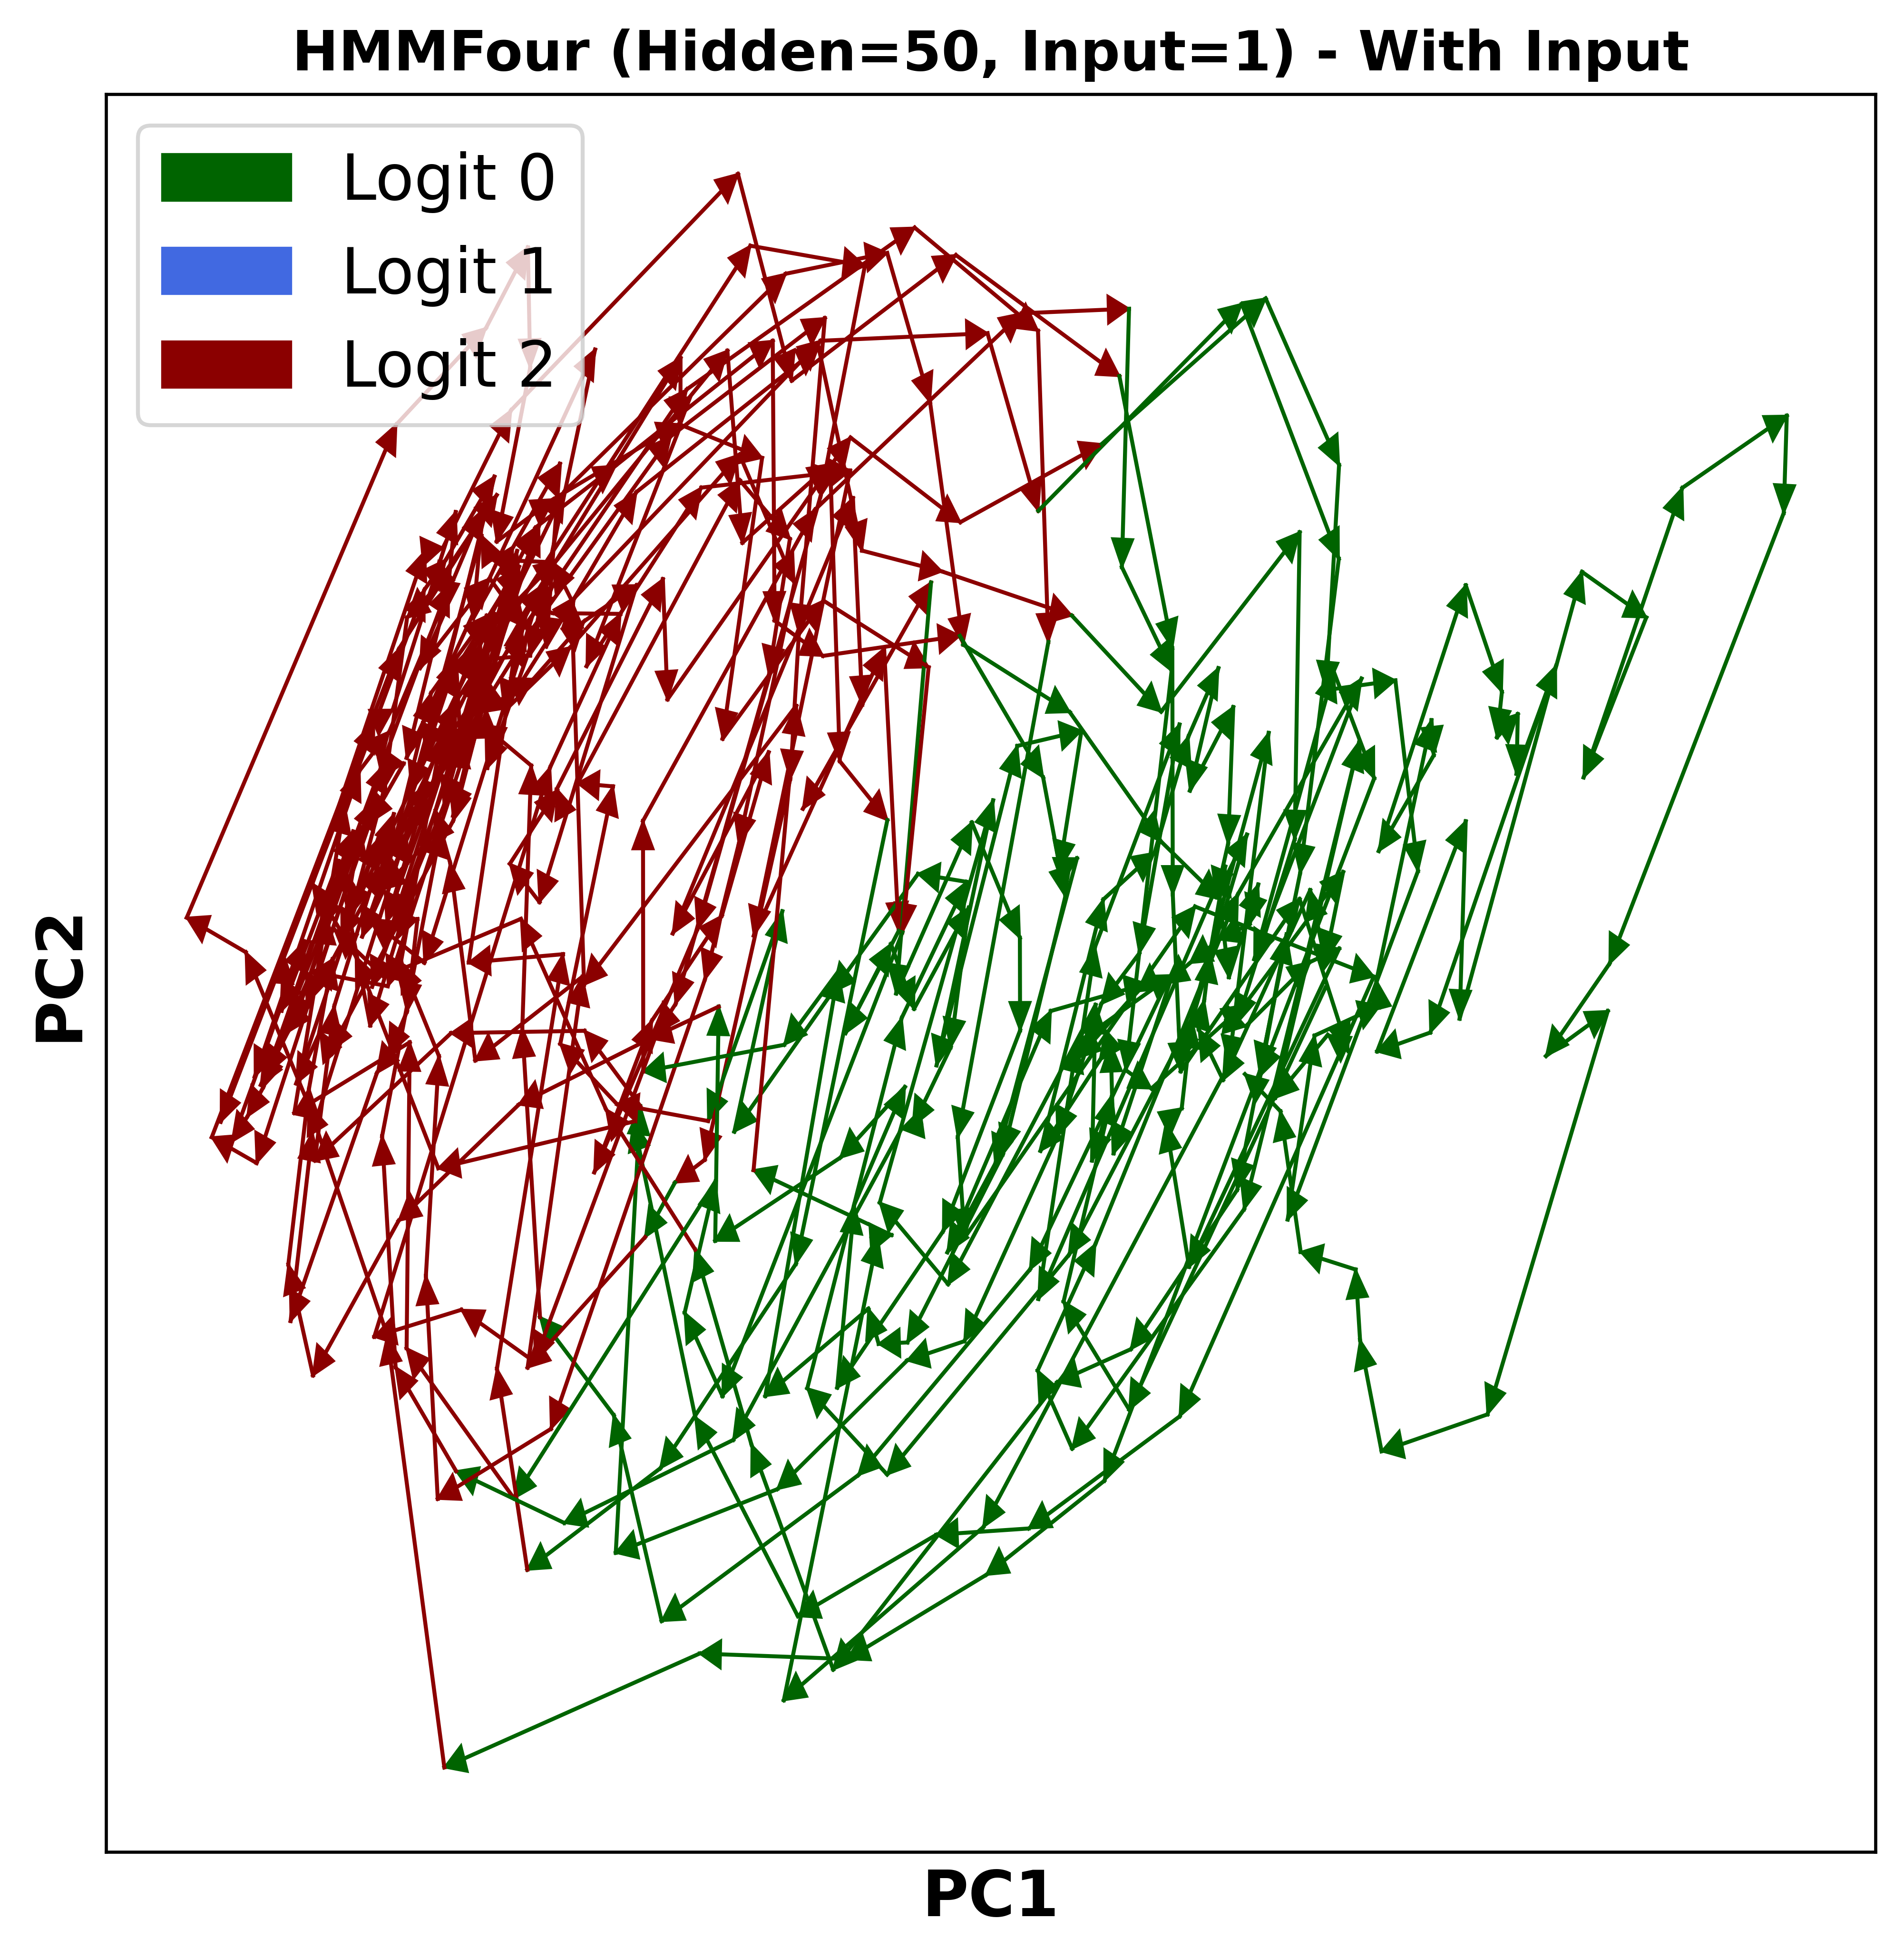 HMMFour (Hidden=50, Input=1) - With Input
Logit 0
Logit 1
Logit 2
PC2
PC1